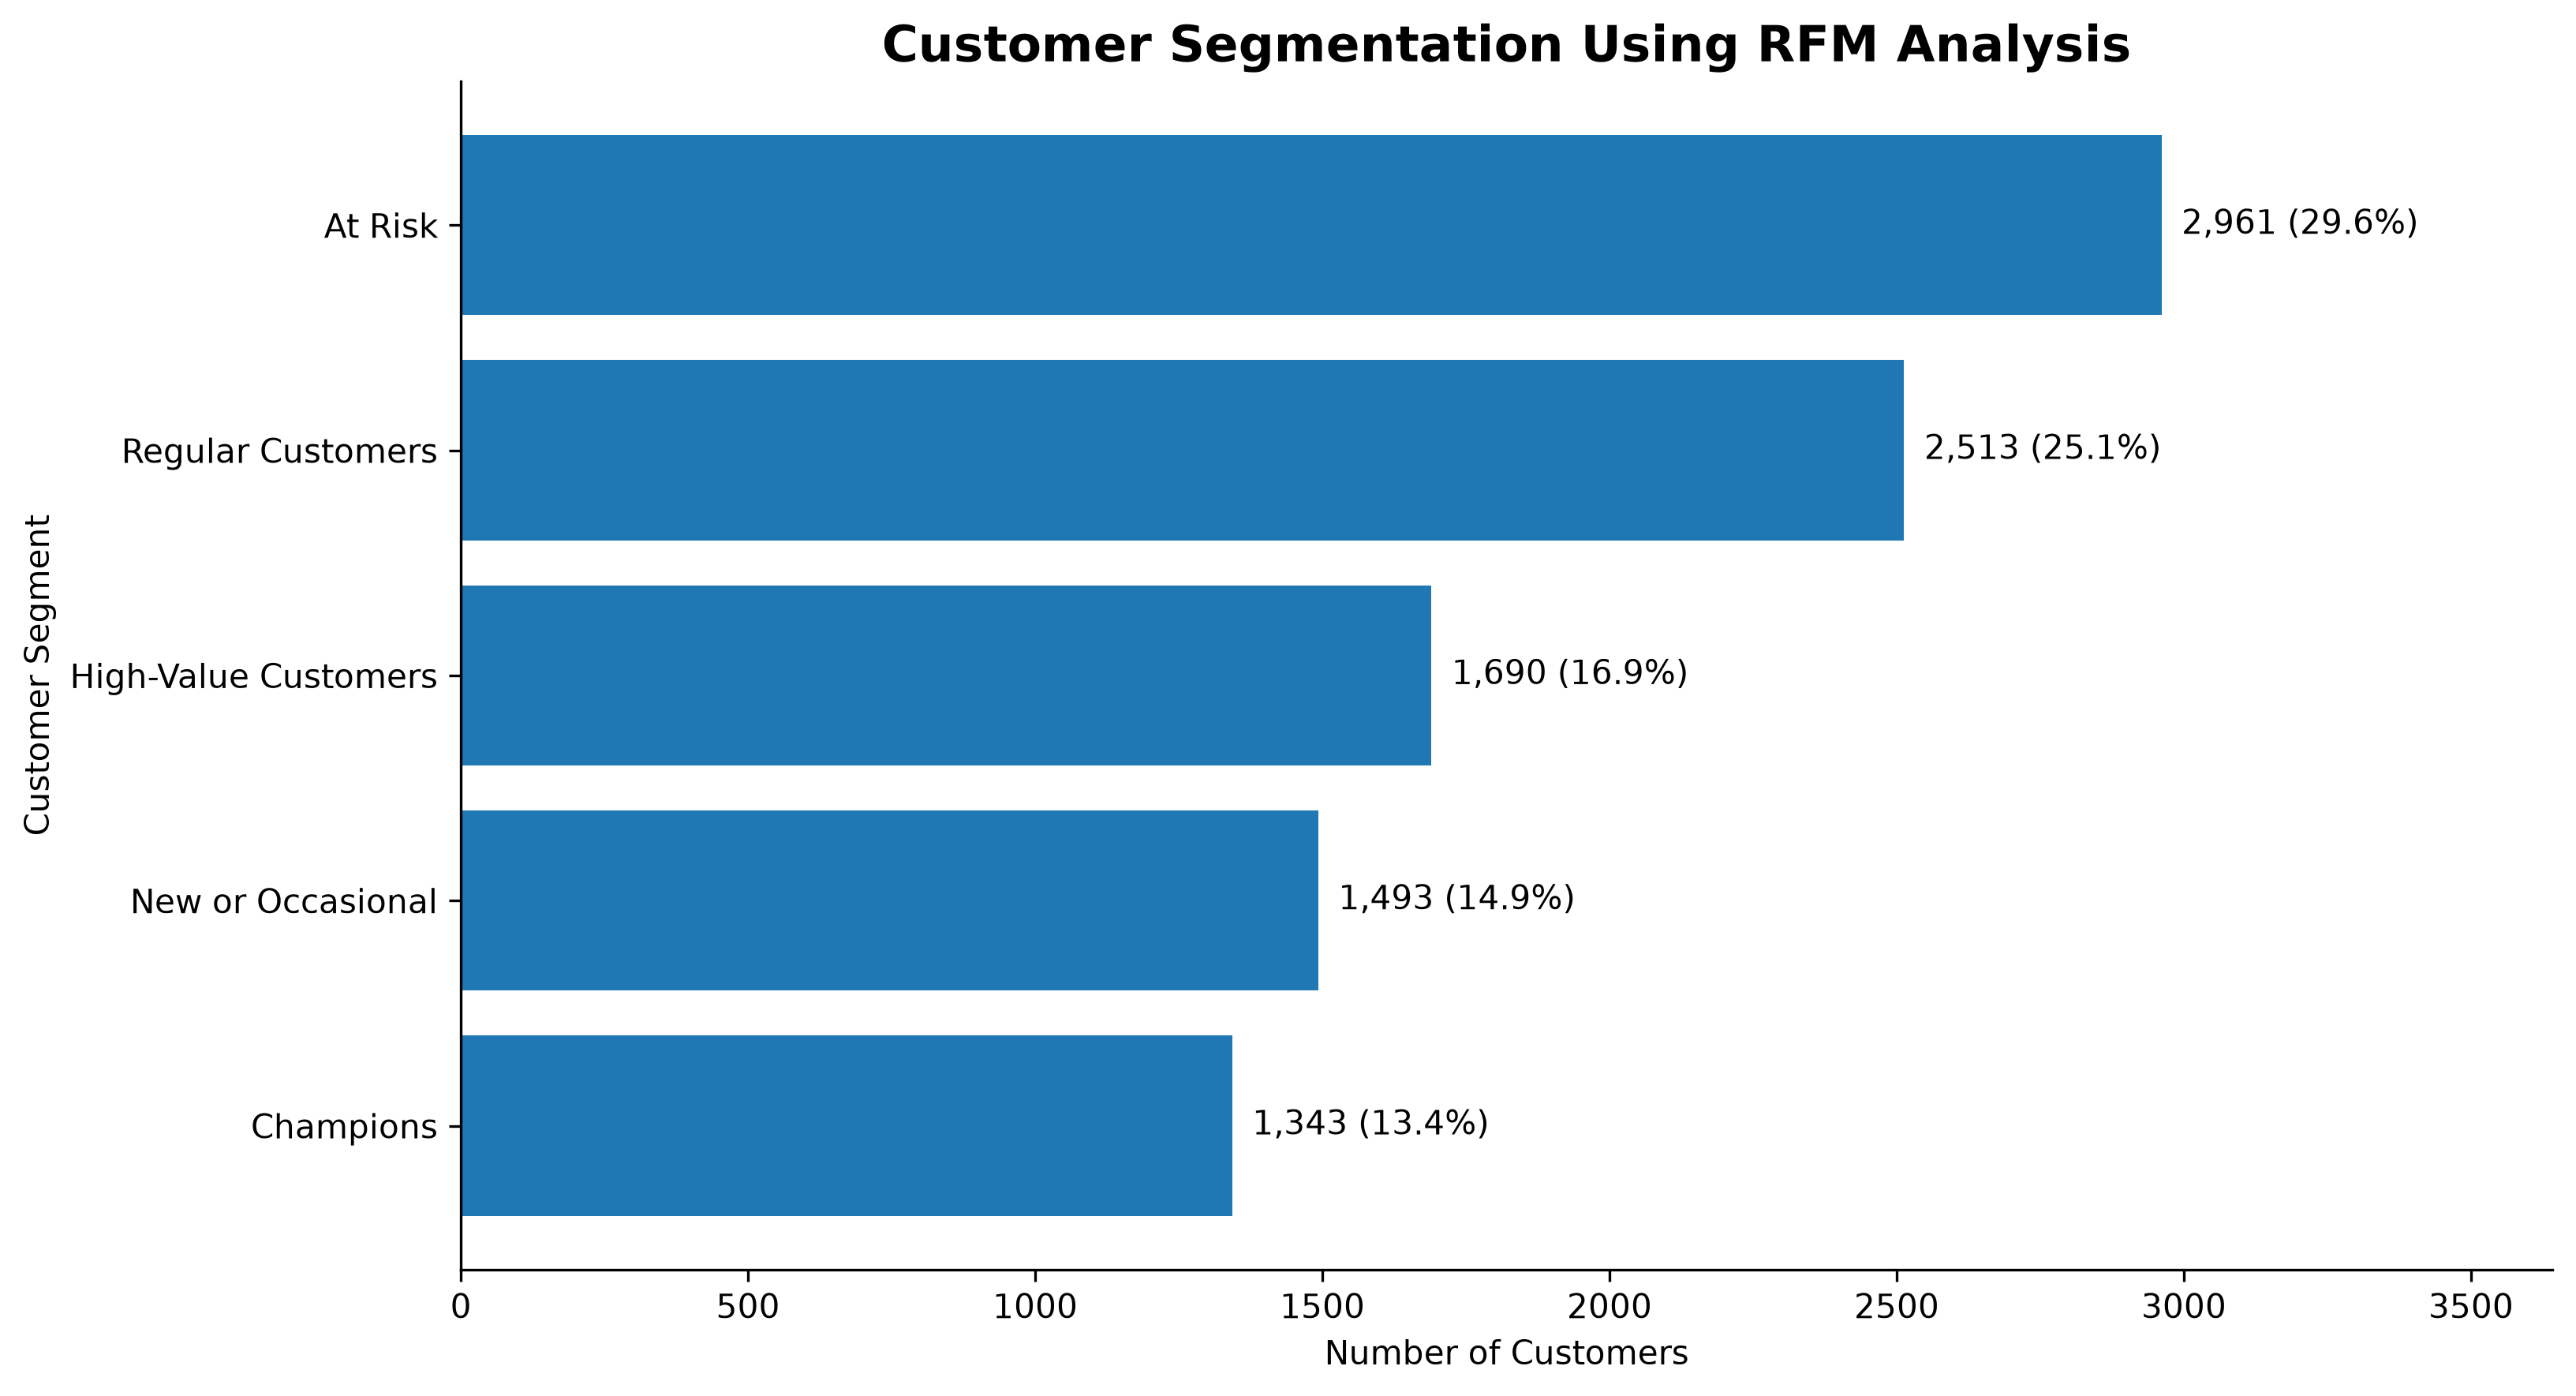 Customer Segmentation Using RFM Analysis
Customer Segment
At Risk
2,961 (29.6%)
Regular Customers
2,513 (25.1%)
High-Value Customers
1,690 (16.9%)
New or Occasional
1,493 (14.9%)
Champions
1,343 (13.4%)
0 500 1000 1500 2000 2500 3000 3500
Number of Customers